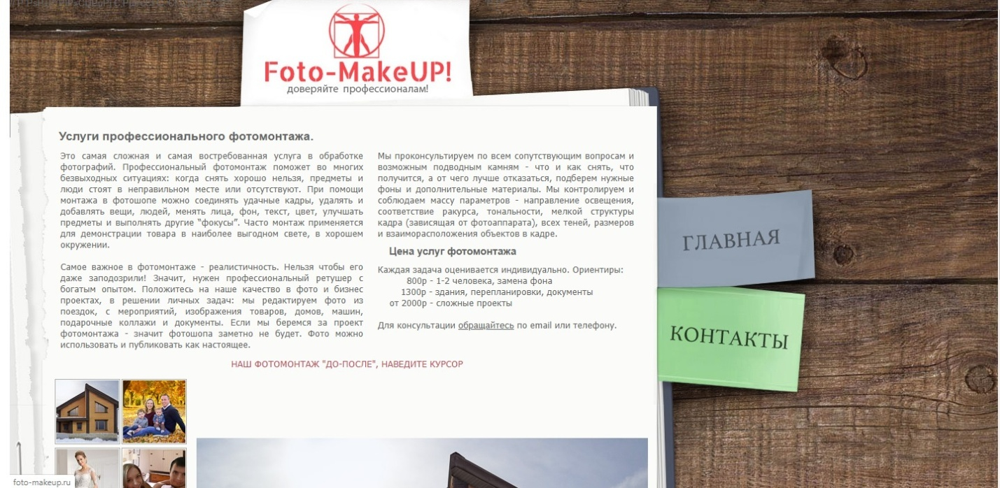 Foto-MakeUP!
доверяйте профессионалам!
Услуги профессионального фотомонтажа.
Это самая сложная и самая востребованная услуга в обработке
фотографий. Профессиональный фотомонтаж поможет во многих
безвыходных ситуациях: когда снять хорошо нельзя, предметы и
люди стоят в неправильном месте или отсутствуют. При помощи
монтажа в фотошопе можно соединять удачные кадры, удалять и
добавлять вещи, людей, менять лица, фон, текст, цвет, улучшать
предметы и выполнять другие “фокусы”. Часто монтаж применяется
для демонстрации товара в наиболее выгодном свете, в хорошем
окружении.
Самое важное в фотомонтаже - реалистичность. Нельзя чтобы его
даже заподозрили! Значит, нужен профессиональный ретушер с
богатым опытом. Положитесь на наше качество в фото и бизнес
проектах, в решении личных задач: мы редактируем фото из
поездок, с мероприятий, изображения товаров, домов, машин,
подарочные коллажи и документы. Если мы беремся за проект
фотомонтажа - значит фотошопа заметно не будет. Фото можно
использовать и публиковать как настоящее.
Мы проконсультируем по всем сопутствующим вопросам и
возможным подводным камням - что и как снять, что
получится, а от чего лучше отказаться, подберем нужные
фоны и дополнительные материалы. Мы контролируем и
соблюдаем массу параметров - направление освещения,
соответствие ракурса, тональности, мелкой структуры
кадра (зависящая от фотоаппарата), всех теней, размеров
и взаиморасположения объектов в кадре.
Цена услуг фотомонтажа
Каждая задача оценивается индивидуально. Ориентиры:
800р - 1-2 человека, замена фона
1300р - здания, перепланировки, документы
от 2000р - сложные проекты
Для консультации обращайтесь по email или телефону.
НАШ ФОТОМОНТАЖ "ДО-ПОСЛЕ", НАВЕДИТЕ КУРСОР
ГЛАВНАЯ
КОНТАКТЫ
foto-makeup.ru